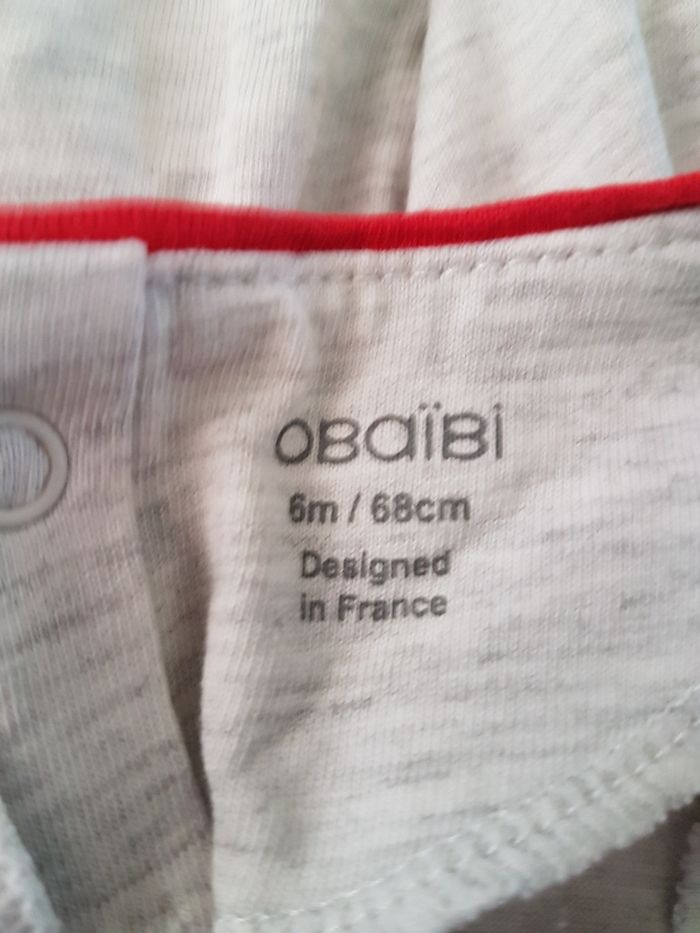 OBaïBi
6m / 68cm
Designed
in France